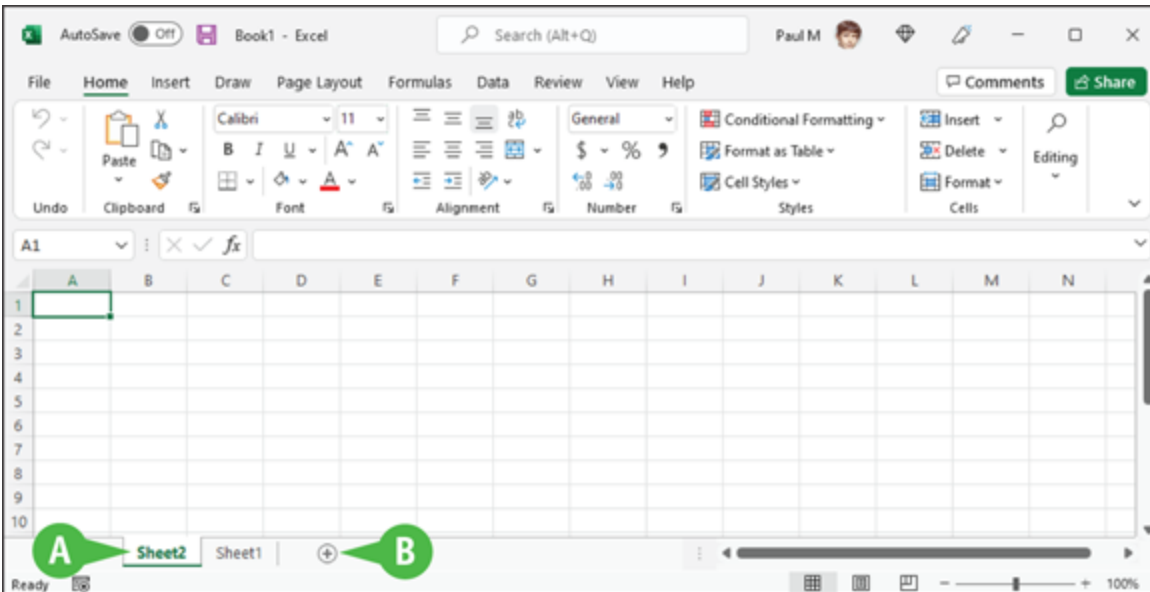 AutoSave Off Book1 - Excel Search (Alt+Q) Paul M
File Home Insert Draw Page Layout Formulas Data Review View Help Comments Share
Calibri 11 General Conditional Formatting Insert
Paste B I U A A $ % 9 Format as Table Delete Editing
A Cell Styles Format
Undo Clipboard Font Alignment Number Styles Cells
A1 fx
A B C D E F G H I J K L M N
1
2
3
4
5
6
7
8
9
10
A Sheet2 Sheet1 B
Ready 100%